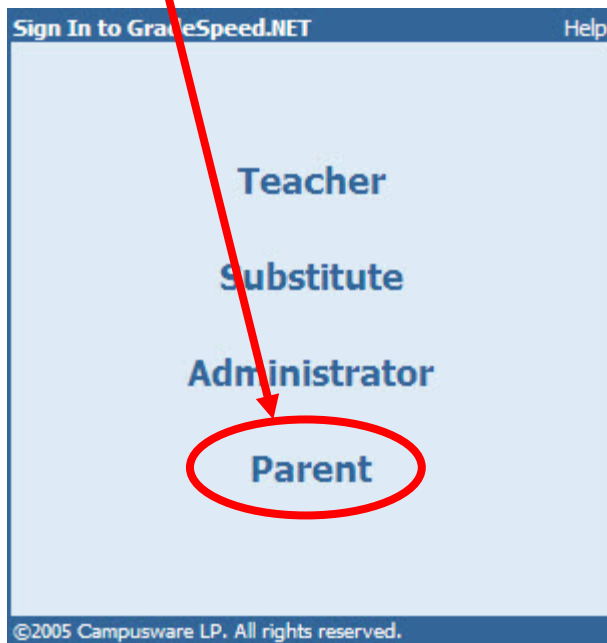 Sign In to GradeSpeed.NET Help
Teacher
Substitute
Administrator
Parent
©2005 Campusware LP. All rights reserved.